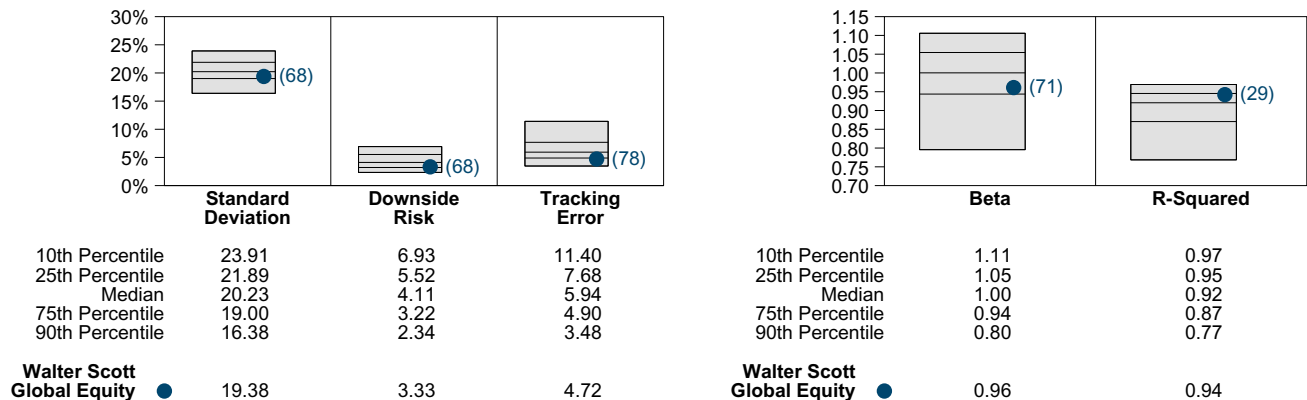 30%
25%
20%
15%
10%
5%
0%
(68)
(68)
(78)
Standard Deviation
Downside Risk
Tracking Error
10th Percentile 23.91 6.93 11.40
25th Percentile 21.89 5.52 7.68
Median 20.23 4.11 5.94
75th Percentile 19.00 3.22 4.90
90th Percentile 16.38 2.34 3.48
Walter Scott
Global Equity 19.38 3.33 4.72
1.15
1.10
1.05
1.00
0.95
0.90
0.85
0.80
0.75
0.70
(71)
(29)
Beta R-Squared
10th Percentile 1.11 0.97
25th Percentile 1.05 0.95
Median 1.00 0.92
75th Percentile 0.94 0.87
90th Percentile 0.80 0.77
Walter Scott
Global Equity 0.96 0.94